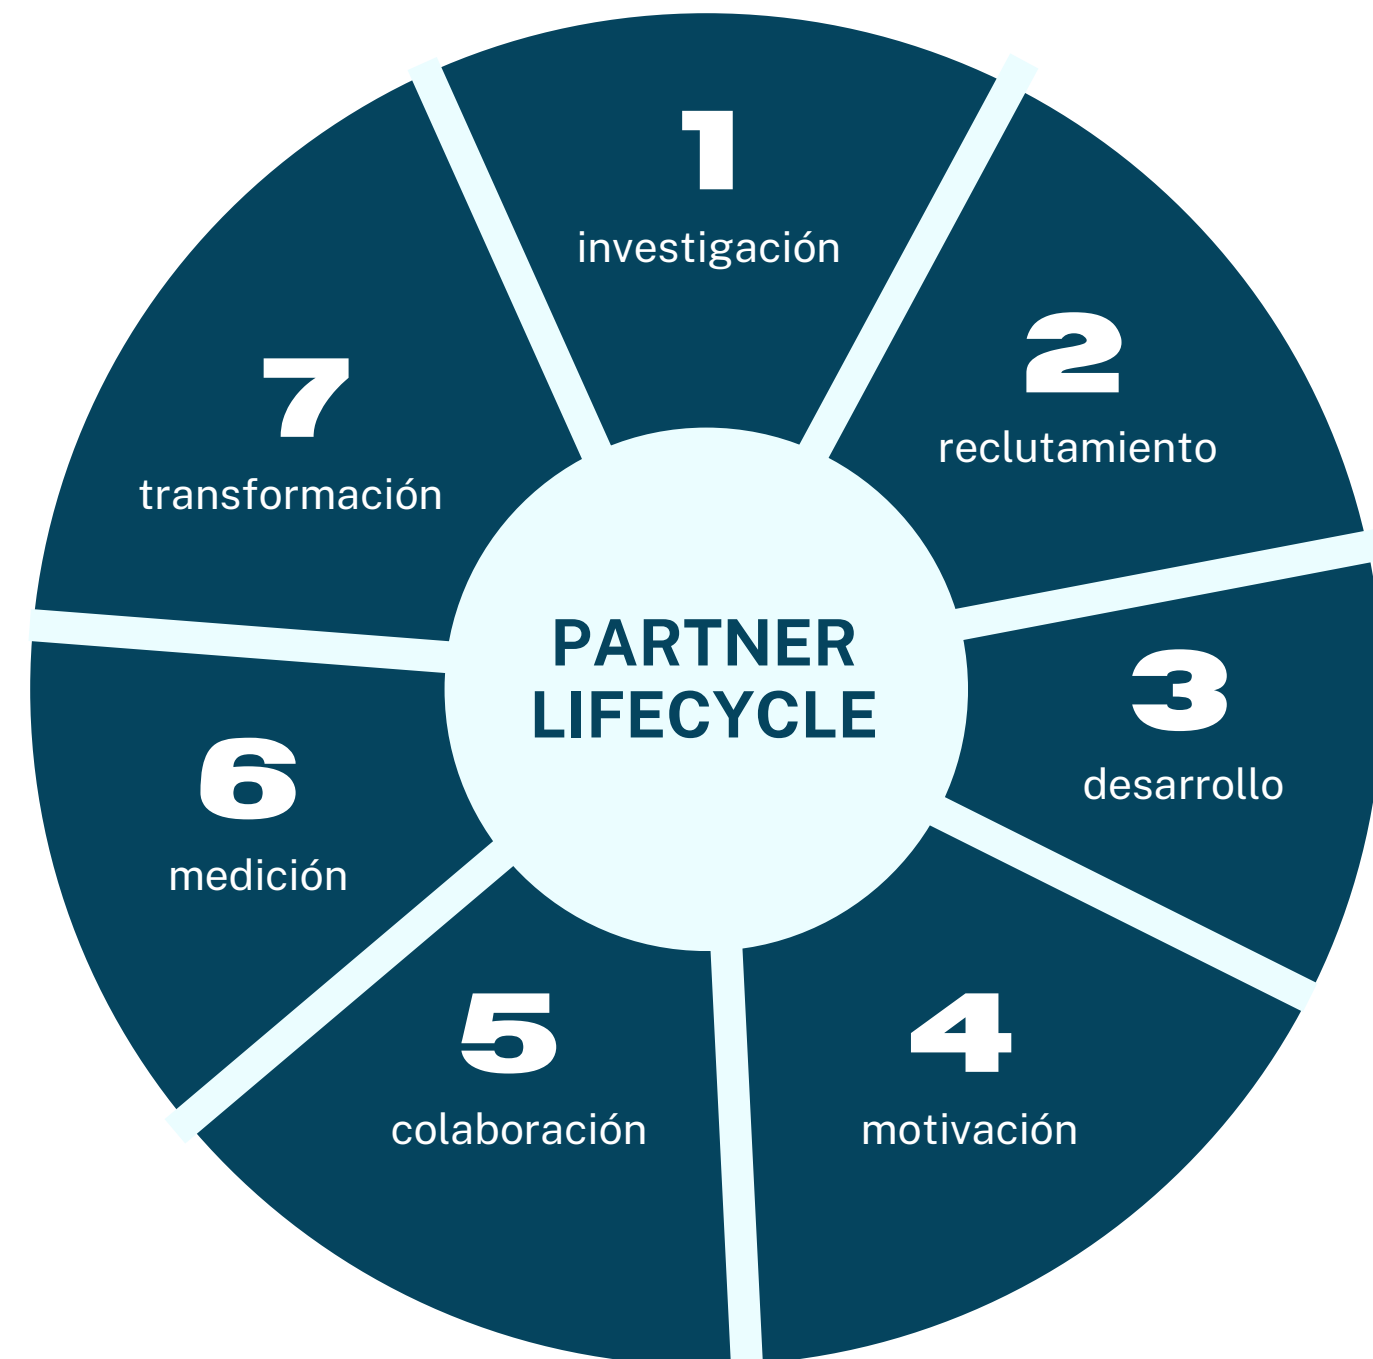 1
investigación
2
reclutamiento
3
desarrollo
4
motivación
5
colaboración
6
medición
7
transformación
PARTNER
LIFECYCLE